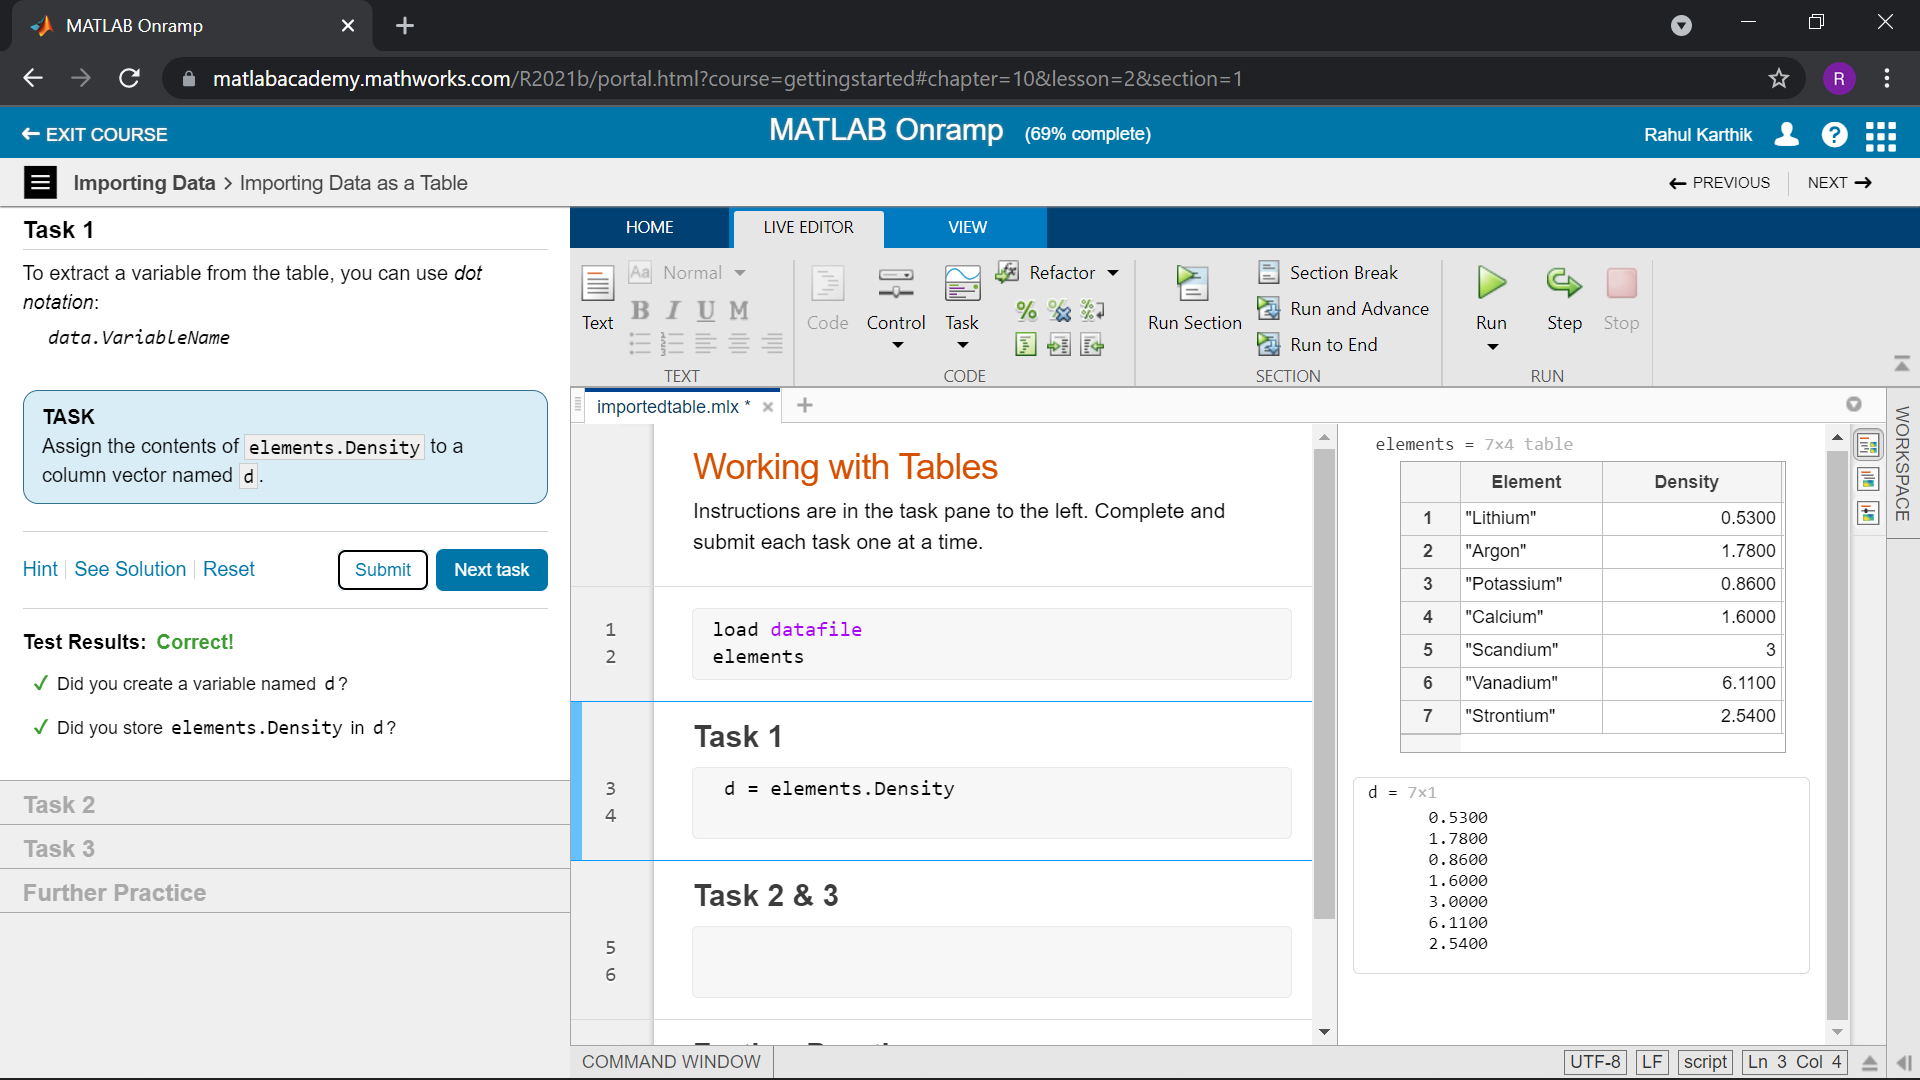 MATLAB Onramp
matlabacademy.mathworks.com/R2021b/portal.html?course=gettingstarted#chapter=10&lesson=2&section=1
R
EXIT COURSE
MATLAB Onramp (69% complete)
Rahul Karthik
Importing Data > Importing Data as a Table
PREVIOUS
NEXT
Task 1
To extract a variable from the table, you can use dot
notation:
data.VariableName
TASK
Assign the contents of elements.Density to a
column vector named d.
Hint See Solution Reset
Submit
Next task
Test Results: Correct!
Did you create a variable named d?
Did you store elements.Density in d?
Task 2
Task 3
Further Practice
HOME
LIVE EDITOR
VIEW
Text
Aa Normal
B I U M
TEXT
Code
Control
Task
Refactor
CODE
Run Section
Section Break
Run and Advance
Run to End
SECTION
Run
Step
Stop
RUN
importedtable.mlx *
Working with Tables
Instructions are in the task pane to the left. Complete and
submit each task one at a time.
1 load datafile
2 elements
Task 1
3 d = elements.Density
4
Task 2 & 3
5
6
elements = 7×4 table
Element Density
1 "Lithium" 0.5300
2 "Argon" 1.7800
3 "Potassium" 0.8600
4 "Calcium" 1.6000
5 "Scandium" 3
6 "Vanadium" 6.1100
7 "Strontium" 2.5400
d = 7×1
0.5300
1.7800
0.8600
1.6000
3.0000
6.1100
2.5400
WORKSPACE
COMMAND WINDOW
UTF-8 LF script Ln 3 Col 4